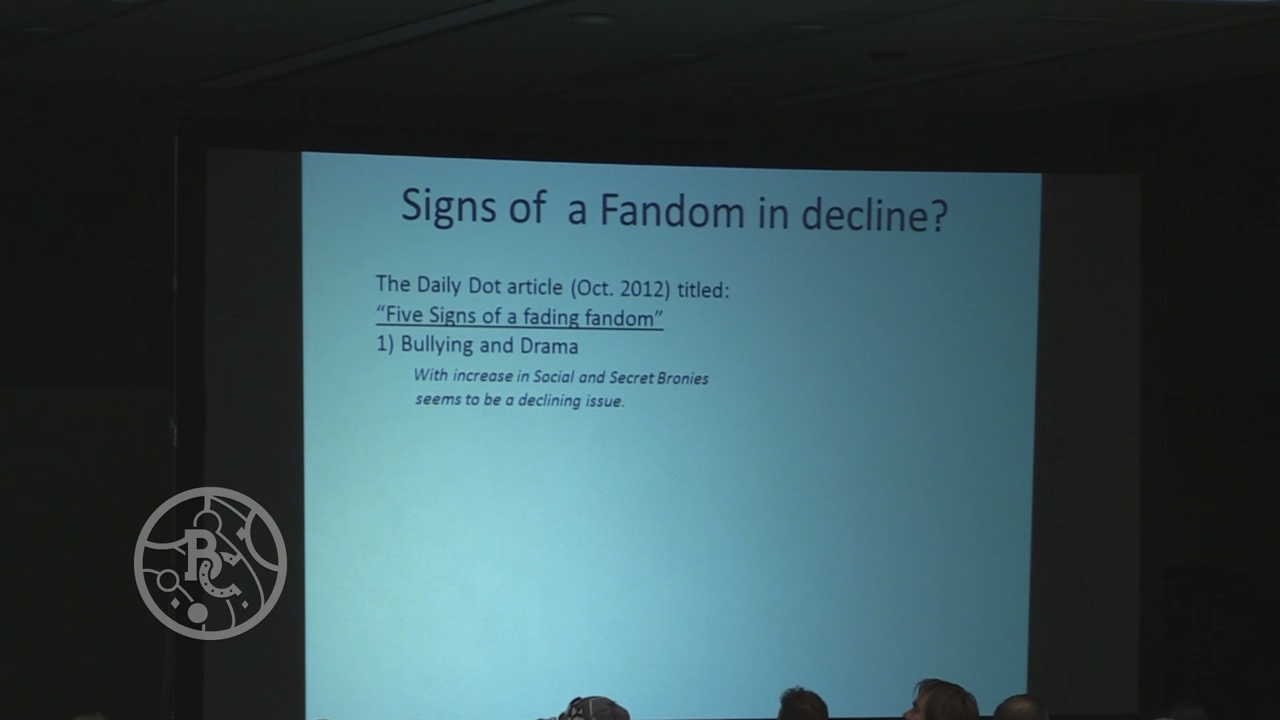 Signs of a Fandom in decline?
The Daily Dot article (Oct. 2012) titled:
“Five Signs of a fading fandom”
1) Bullying and Drama
With increase in Social and Secret Bronies
seems to be a declining issue.
BC